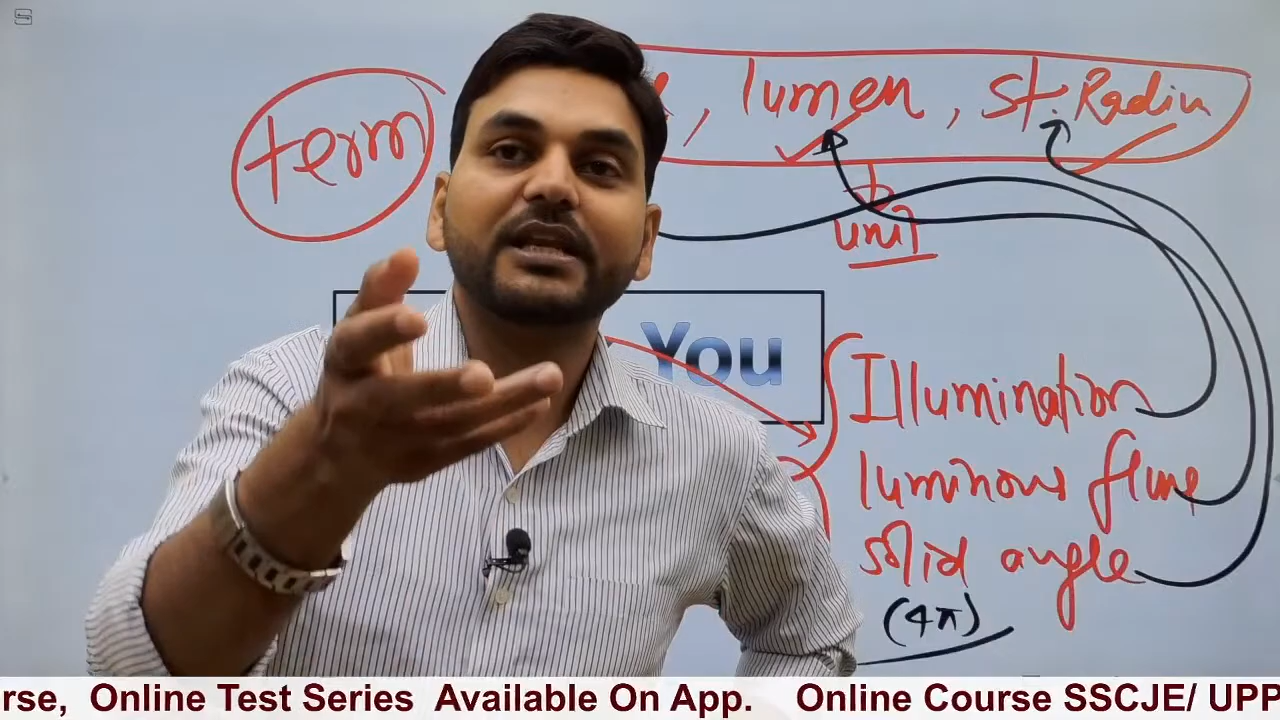 term
, lumen, St. Radian
unit
You
Illumination
luminous flux
solid angle
(4π)
rse, Online Test Series Available On App. Online Course SSCJE/ UPP